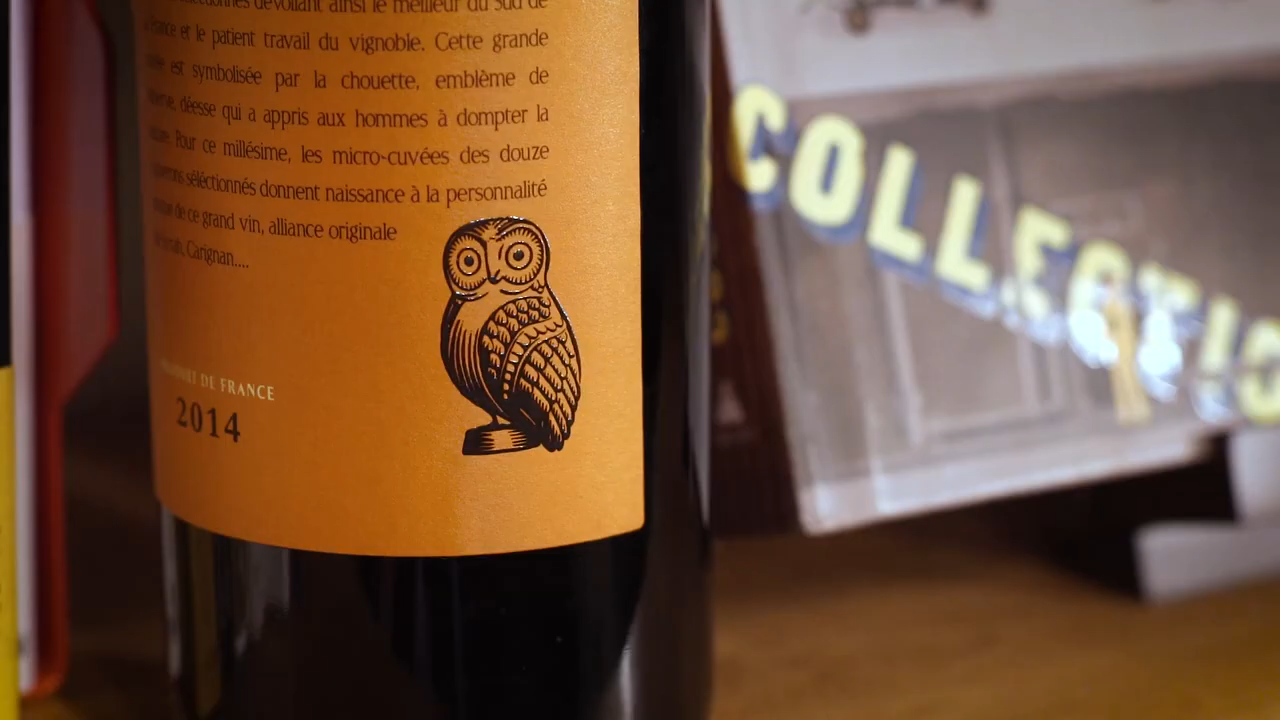 dévoilant ainsi le meilleur du Sud de
France et le patient travail du vignoble. Cette grande
est symbolisée par la chouette, emblème de
déesse qui a appris aux hommes à dompter la
Pour ce millésime, les micro-cuvées des douze
séléctionnés donnent naissance à la personnalité
de ce grand vin, alliance originale
Carignan....
DE FRANCE
2014
COLLECTIO